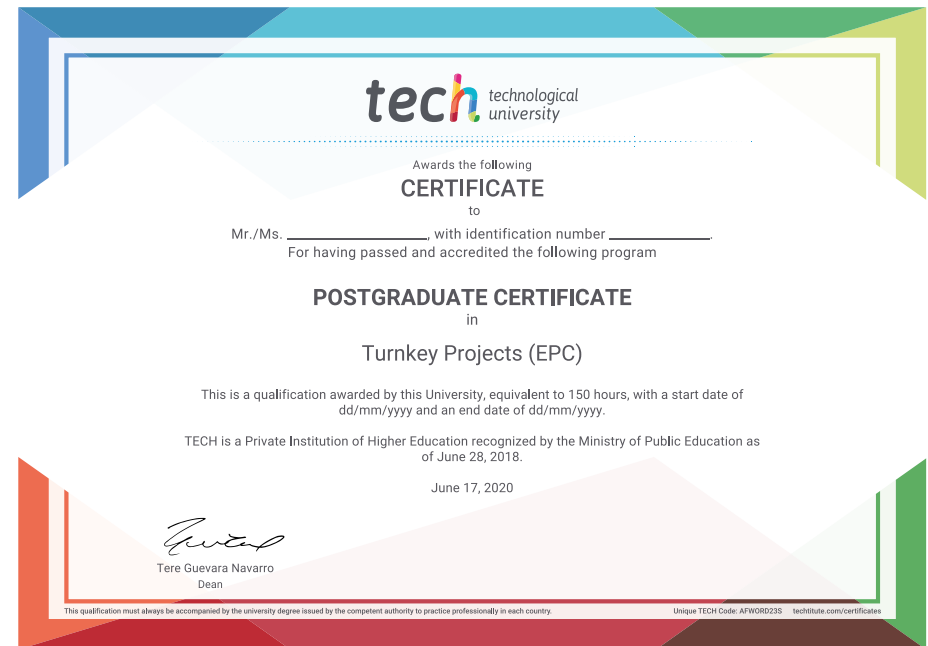 tech technological
university
Awards the following
CERTIFICATE
to
Mr./Ms. ____________________, with identification number ______________.
For having passed and accredited the following program
POSTGRADUATE CERTIFICATE
in
Turnkey Projects (EPC)
This is a qualification awarded by this University, equivalent to 150 hours, with a start date of
dd/mm/yyyy and an end date of dd/mm/yyyy.
TECH is a Private Institution of Higher Education recognized by the Ministry of Public Education as
of June 28, 2018.
June 17, 2020
Tere Guevara Navarro
Dean
This qualification must always be accompanied by the university degree issued by the competent authority to practice professionally in each country.
Unique TECH Code: AFWORD23S techtitute.com/certificates